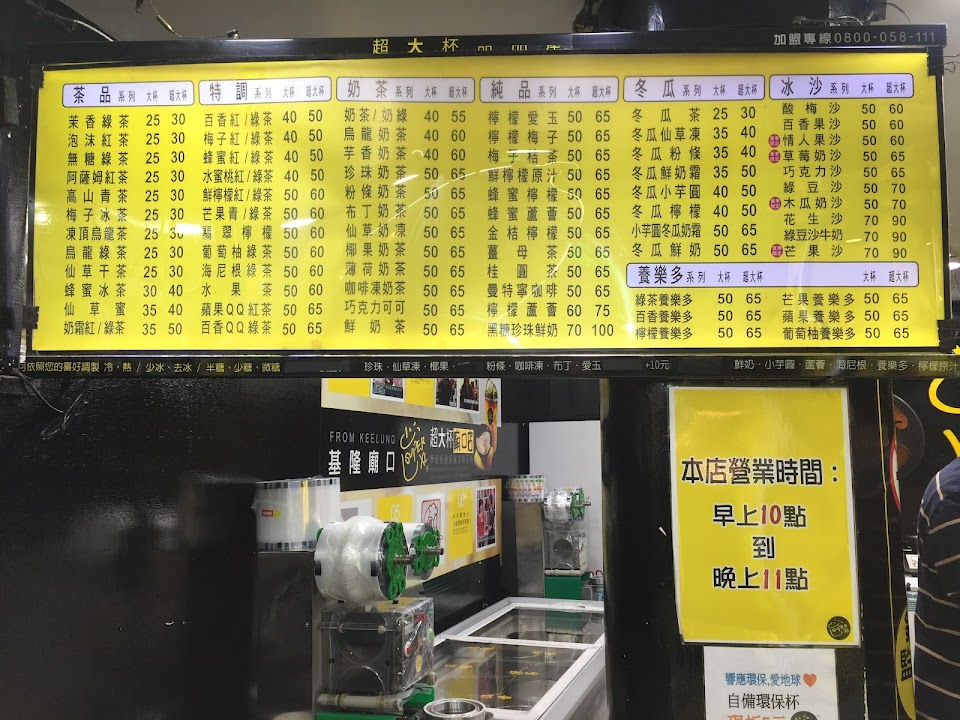 超大杯
加盟專線0800-058-111
茶品系列 大杯 超大杯
茉香綠茶 25 30
泡沫紅茶 25 30
無糖綠茶 25 30
阿薩姆紅茶 25 30
高山青茶 25 30
梅子冰茶 25 30
凍頂烏龍茶 25 30
烏龍綠茶 25 30
仙草干茶 25 30
蜂蜜冰茶 30 40
仙草蜜 35 40
奶霜紅/綠茶 35 50
特調系列 大杯 超大杯
百香紅/綠茶 40 50
梅子紅/綠茶 40 50
蜂蜜紅/綠茶 40 50
水蜜桃紅/綠茶 40 50
鮮檸檬紅/綠茶 50 60
芒果青/綠茶 50 60
翡翠檸檬 50 60
葡萄柚綠茶 50 60
海尼根綠茶 50 60
水果茶 50 60
蘋果QQ紅茶 50 65
百香QQ綠茶 50 65
奶茶系列 大杯 超大杯
奶茶/奶綠 40 55
烏龍奶茶 40 60
芋香奶茶 40 60
珍珠奶茶 50 65
粉條奶茶 50 65
布丁奶茶 50 65
仙草奶凍 50 65
椰果奶茶 50 65
薄荷奶茶 50 65
咖啡凍奶茶 50 65
巧克力可可 50 65
鮮奶茶 50 65
純品系列 大杯 超大杯
檸檬愛玉 50 65
檸檬梅子 50 65
梅子桔茶 50 65
鮮檸檬原汁 50 65
蜂蜜檸檬 50 65
蜂蜜蘆薈 50 65
金桔檸檬 50 65
薑母茶 50 65
桂圓茶 50 65
曼特寧咖啡 50 65
檸檬蘆薈 60 75
黑糖珍珠鮮奶 70 100
冬瓜系列 大杯 超大杯
冬瓜茶 25 30
冬瓜仙草凍 35 40
冬瓜粉條 35 40
冬瓜鮮奶霜 35 50
冬瓜小芋圓 40 50
冬瓜檸檬 40 50
小芋圓冬瓜奶霜 50 65
冬瓜鮮奶 50 65
冰沙系列 大杯 超大杯
酸梅沙 50 60
百香果沙 50 60
情人果沙 50 60
草莓奶沙 50 65
巧克力沙 50 65
綠豆沙 50 70
木瓜奶沙 50 70
花生沙 70 90
綠豆沙牛奶 70 90
芒果沙 70 90
養樂多系列 大杯 超大杯 大杯 超大杯
綠茶養樂多 50 65 芒果養樂多 50 65
百香養樂多 50 65 蘋果養樂多 50 65
檸檬養樂多 50 65 葡萄柚養樂多 50 65
依照您的喜好調製 冷、熱 / 少冰、去冰 / 半糖、少糖、微糖
珍珠．仙草凍．椰果． 粉條．咖啡凍．布丁．愛玉 +10元
鮮奶．小芋圓．蘆薈．海尼根．養樂多．檸檬原汁
FROM KEELUNG
基隆廟口
超大杯
本店營業時間：
早上10點
到
晚上11點
響應環保,愛地球
自備環保杯